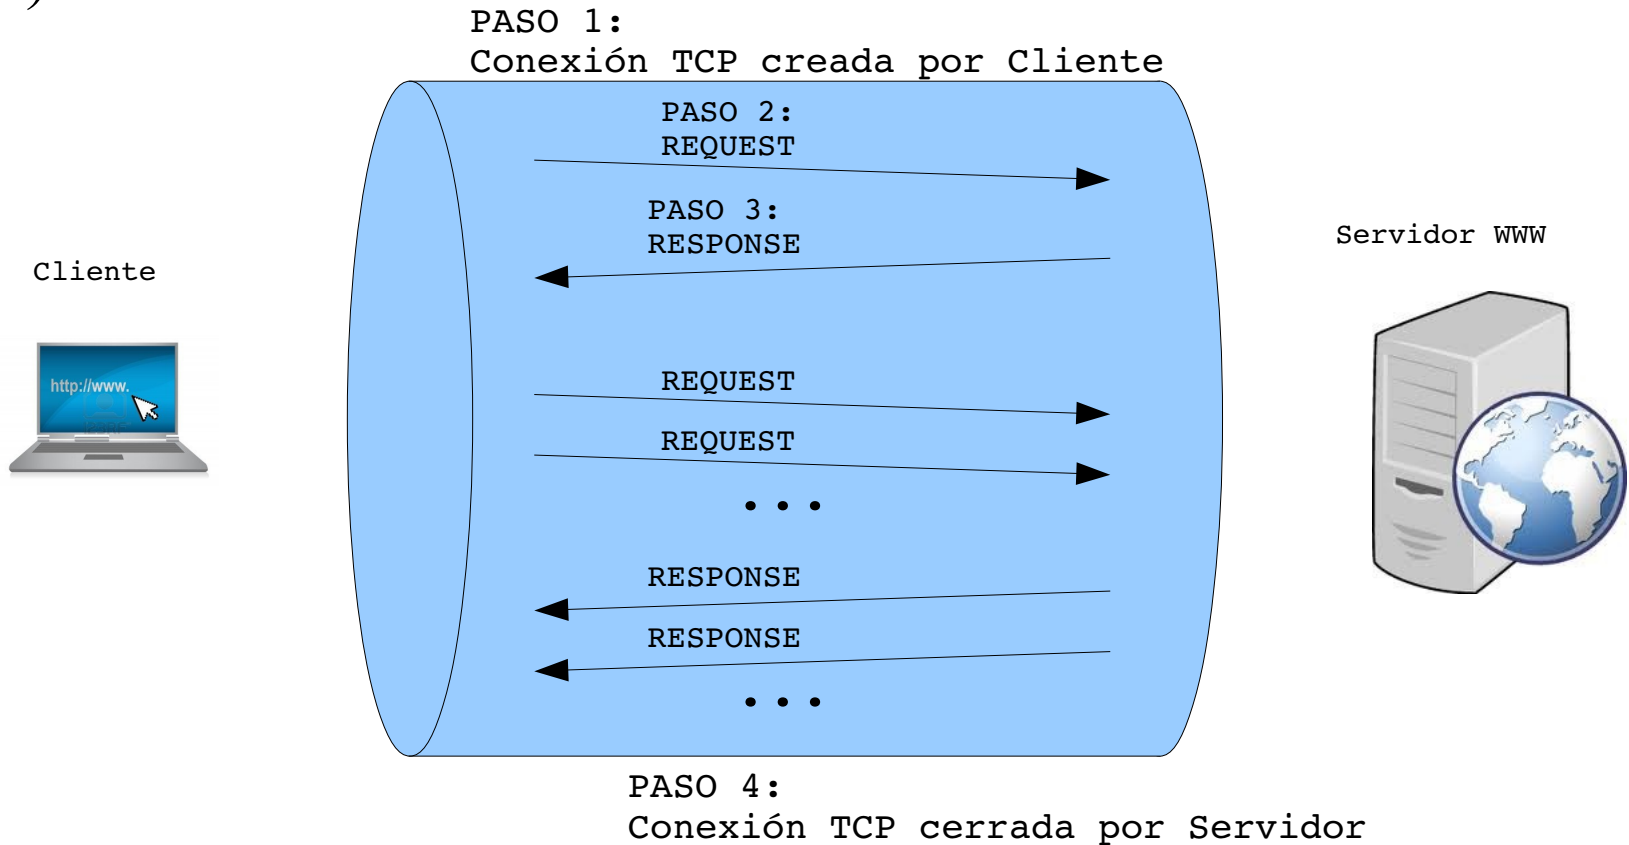 )
PASO 1:
Conexión TCP creada por Cliente
PASO 2:
REQUEST
PASO 3:
RESPONSE
Servidor WWW
Cliente
http://www.
REQUEST
REQUEST
...
RESPONSE
RESPONSE
...
PASO 4:
Conexión TCP cerrada por Servidor